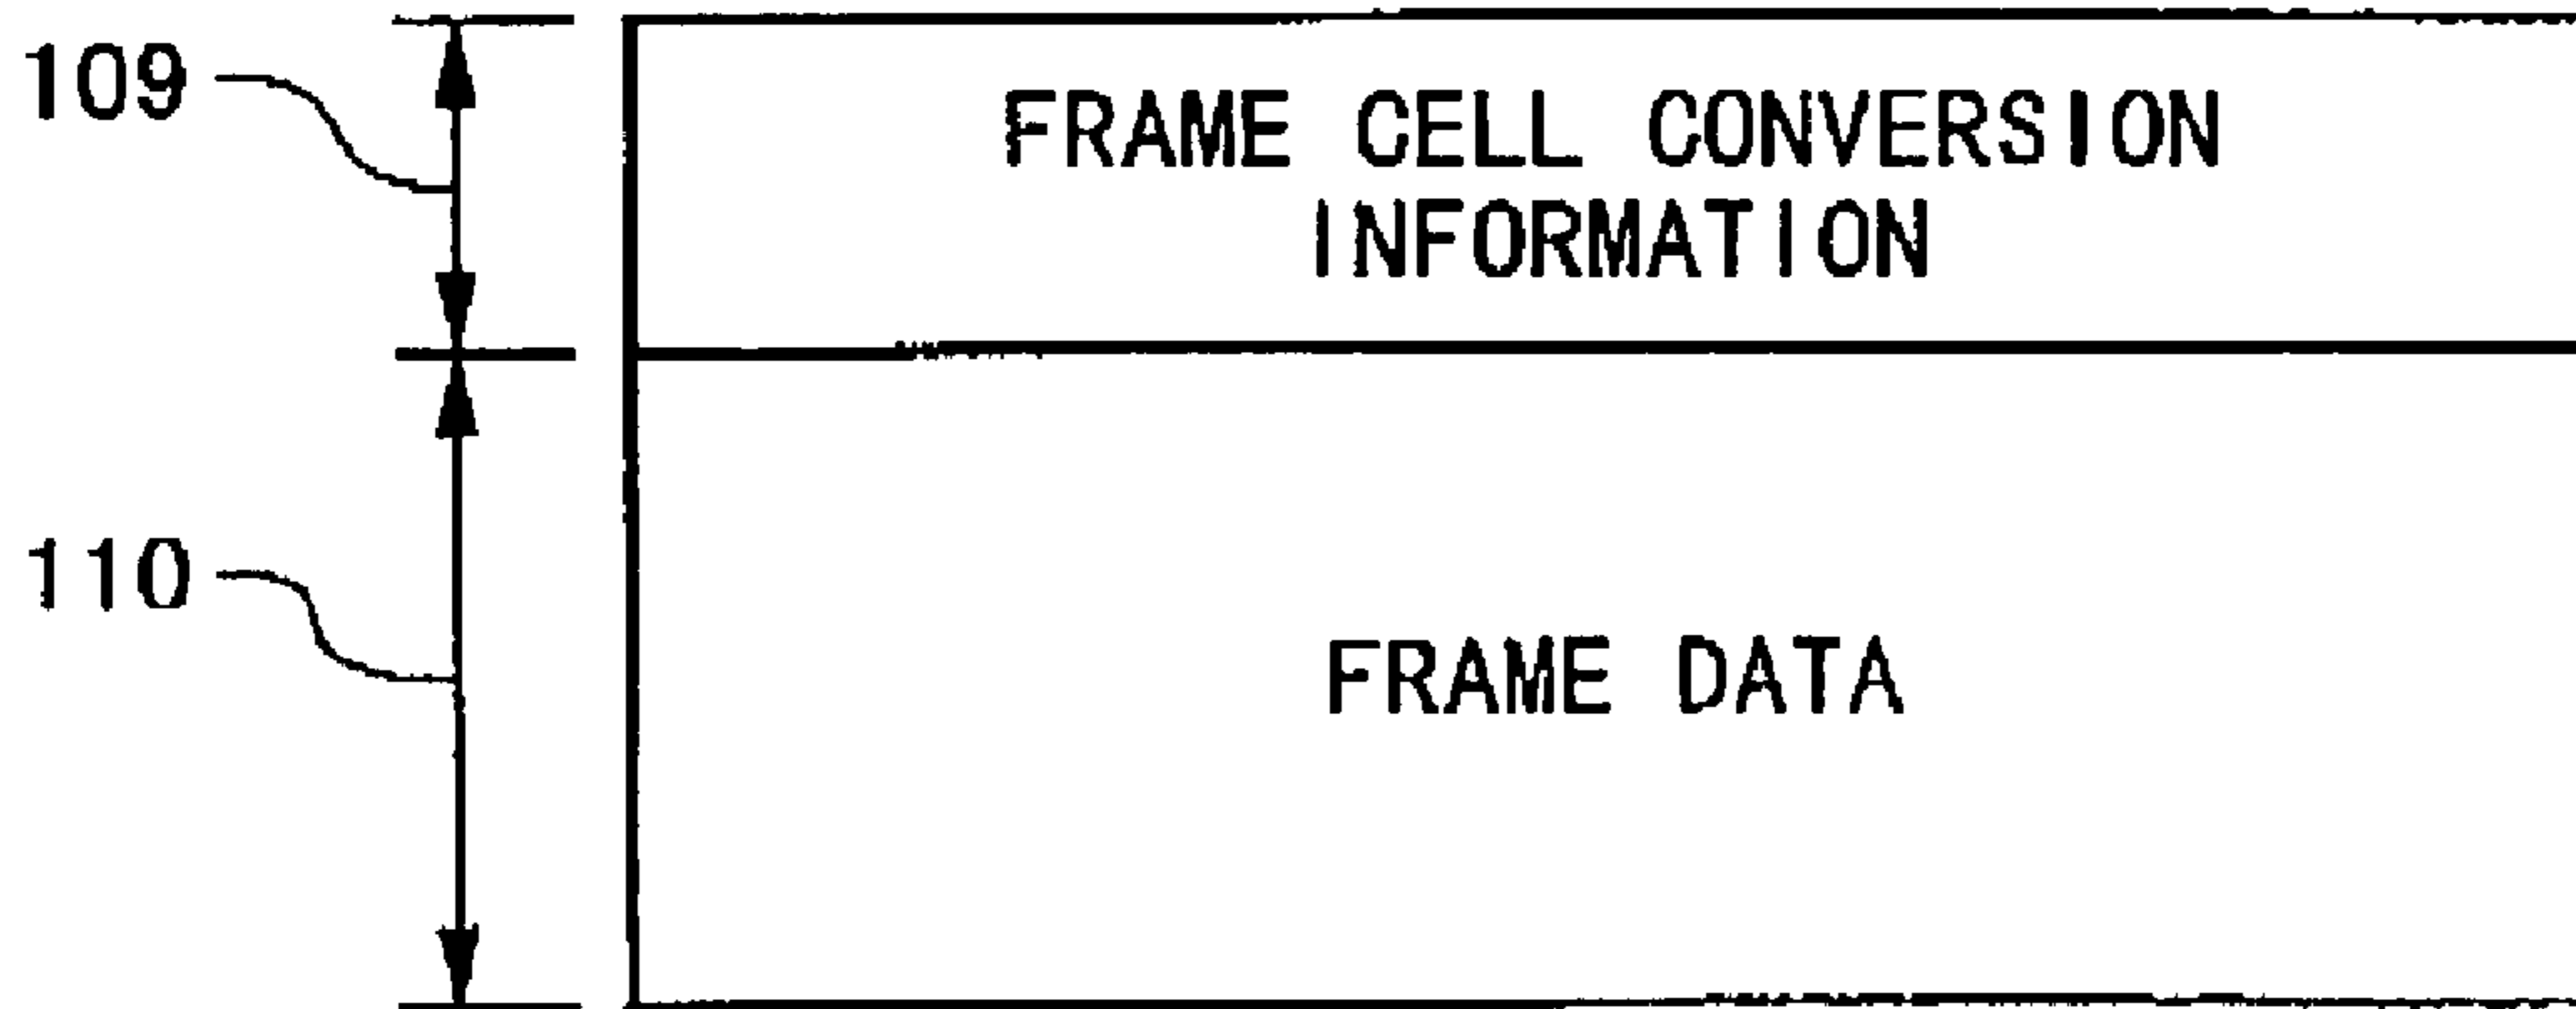 109
FRAME CELL CONVERSION
INFORMATION
110
FRAME DATA